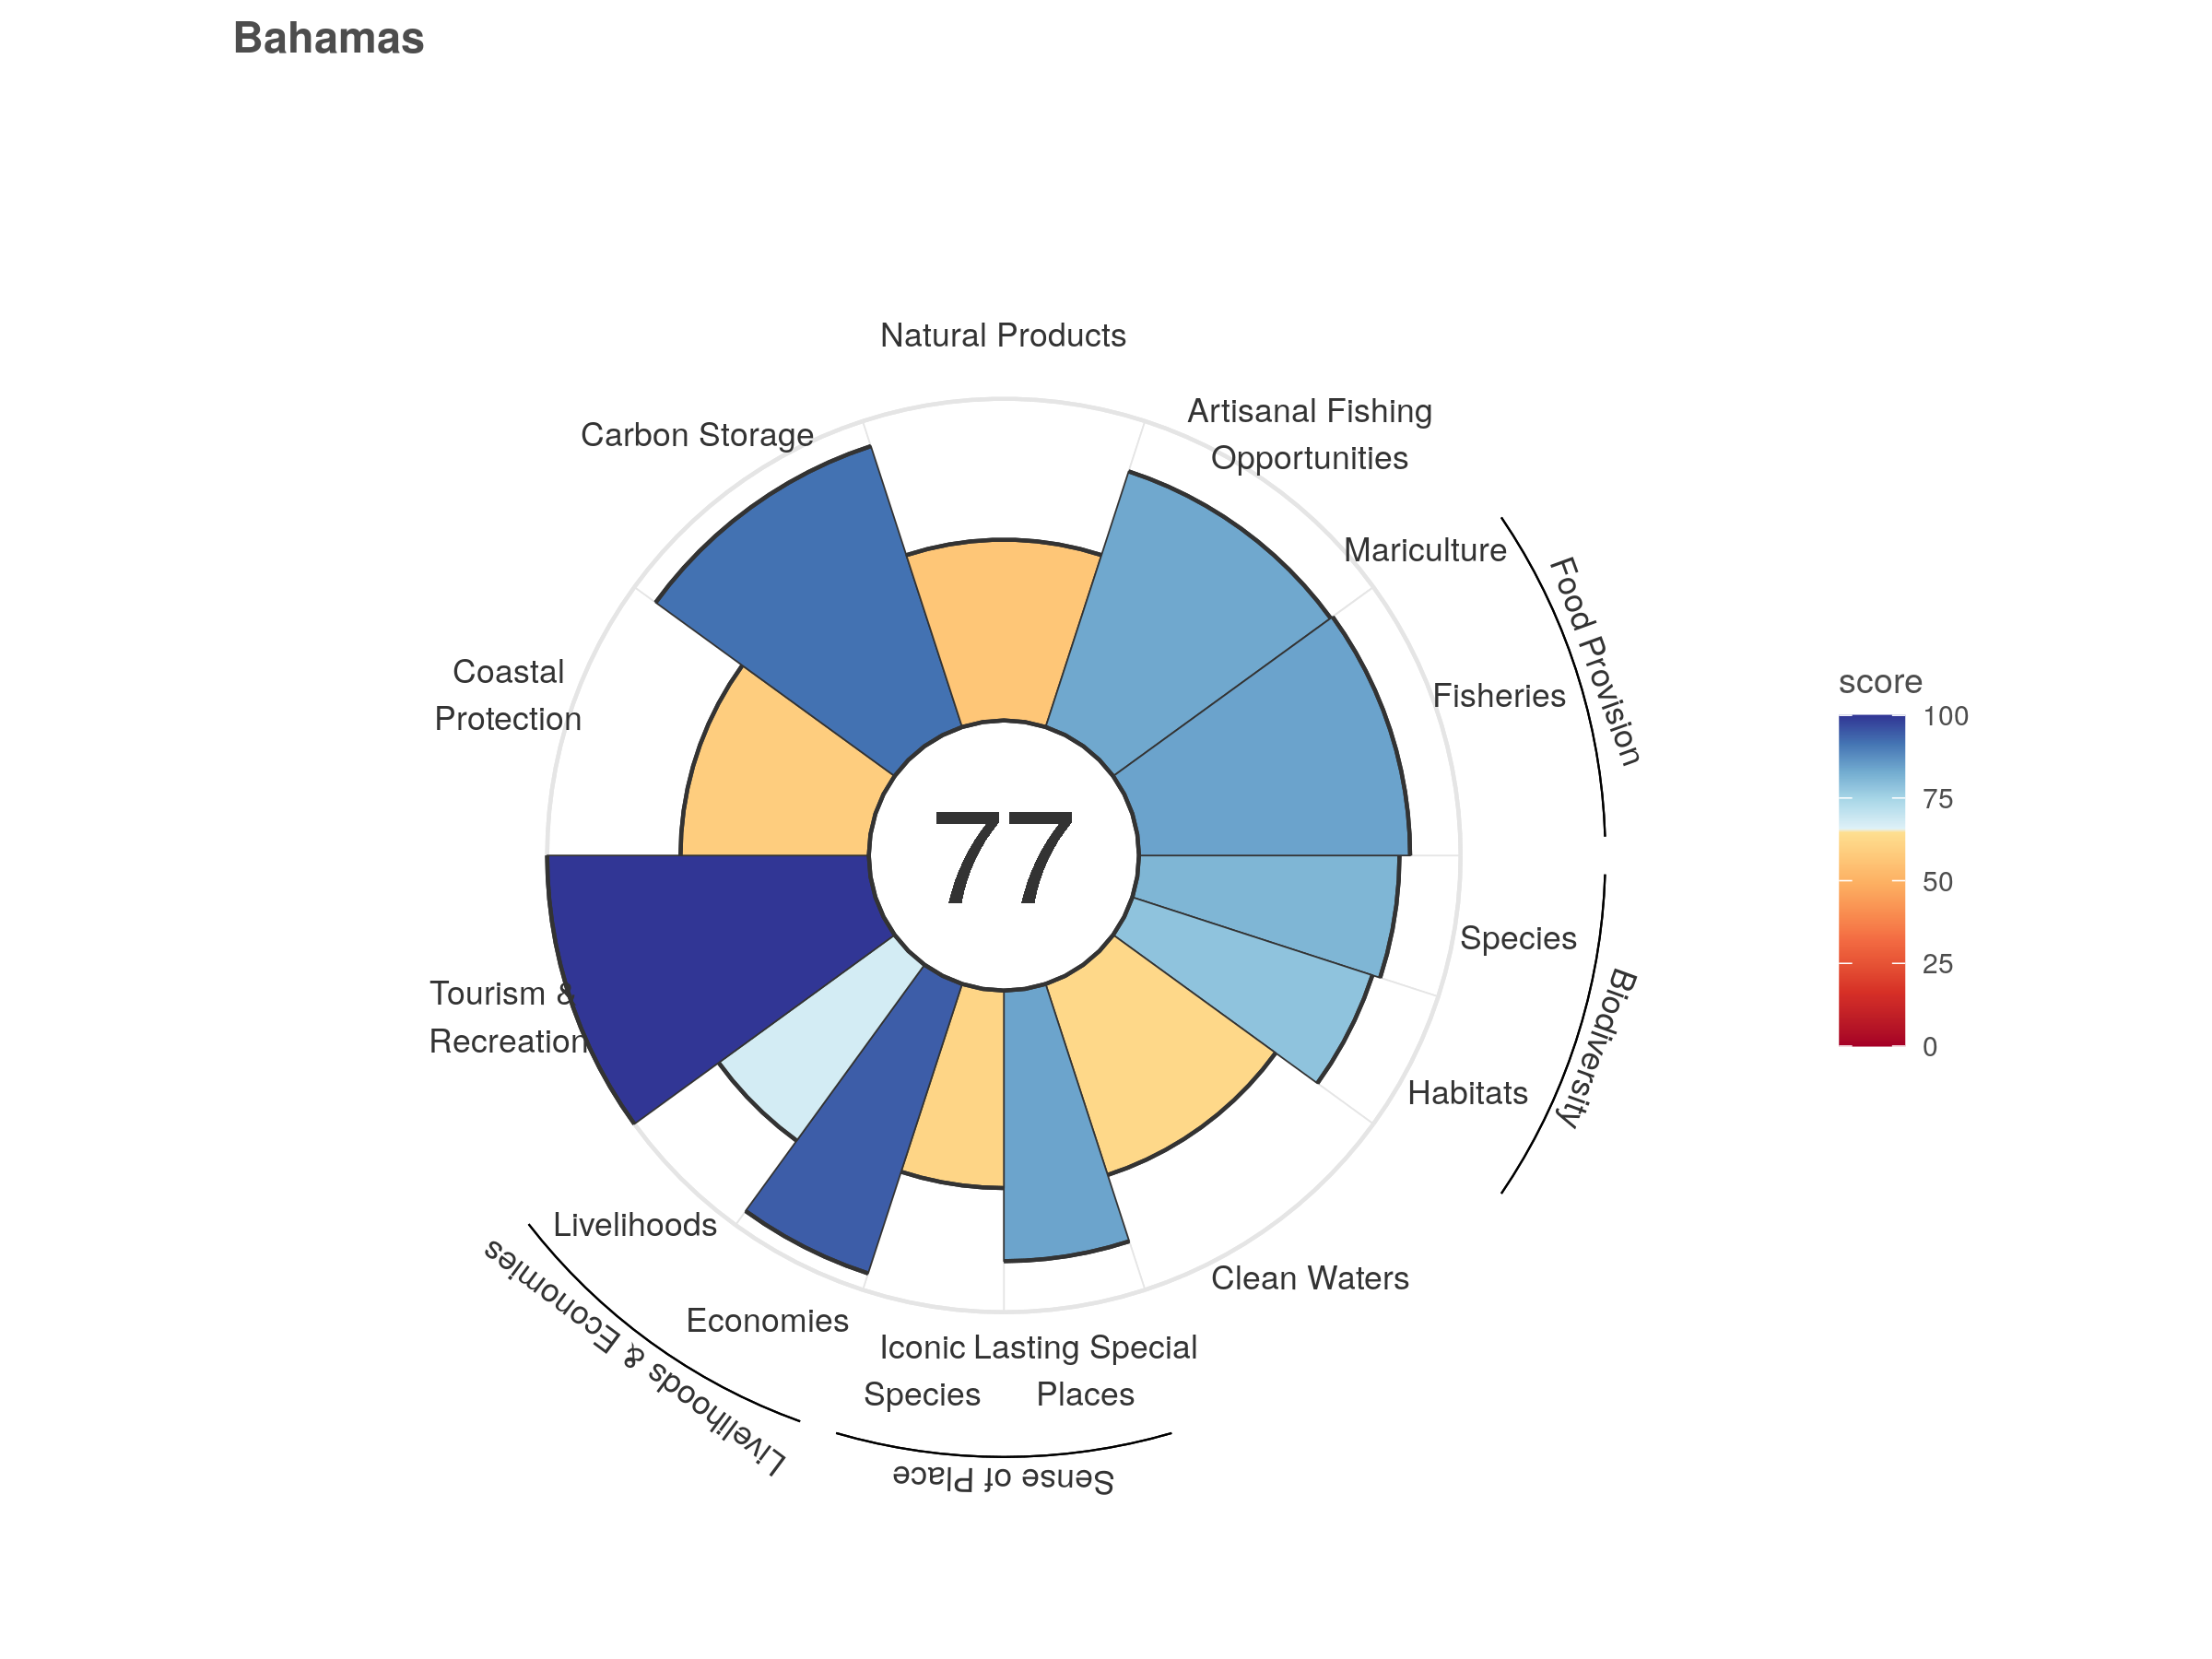 Bahamas
Natural Products
Artisanal Fishing
Opportunities
Carbon Storage
Mariculture
Food Provision
Fisheries
Coastal
Protection
score
100
75
50
25
0
77
Species
Biodiversity
Habitats
Tourism &
Recreation
Livelihoods
Livelihoods & Economies
Economies
Clean Waters
Iconic
Species
Lasting Special
Places
Sense of Place